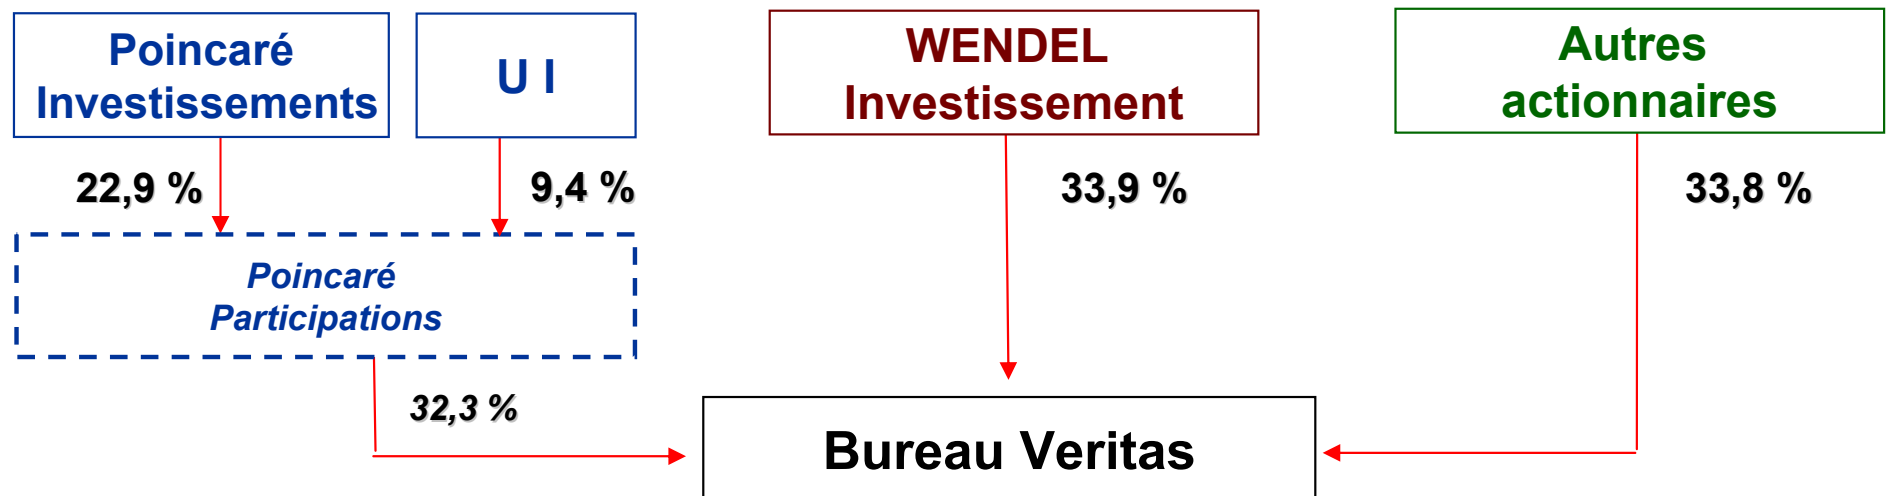 Poincaré
Investissements
U I
WENDEL
Investissement
Autres
actionnaires
22,9 %
9,4 %
33,9 %
33,8 %
Poincaré
Participations
32,3 %
Bureau Veritas